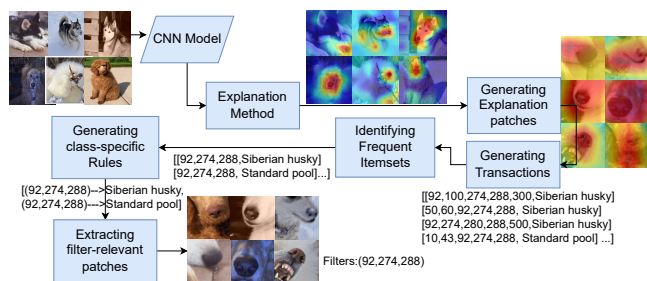 CNN Model
Explanation
Method
Generating
Explanation
patches
Generating
class-specific
Rules
Identifying
Frequent
Itemsets
Generating
Transactions
[[92,274,288,Siberian husky]
[92,274,288, Standard pool]...]
[[92,100,274,288,300,Siberian husky]
[50,60,92,274,288, Siberian husky]
[92,274,280,288,500,Siberian husky]
[10,43,92,274,288, Standard pool] ...]
[(92,274,288)-->Siberian husky,
(92,274,288)--->Standard pool]
Extracting
filter-relevant
patches
Filters:(92,274,288)